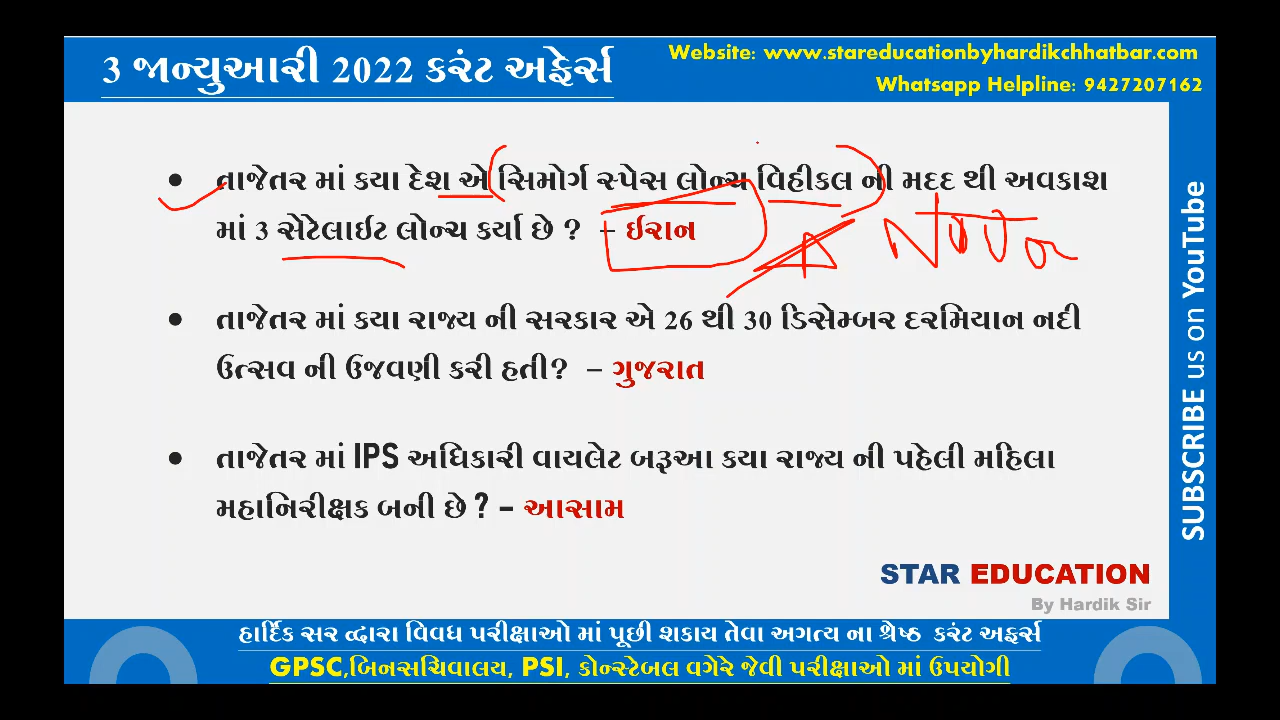 3 જાન્યુઆરી 2022 કરંટ અફેર્સ
Website: www.stareducationbyhardikchhatbar.com
Whatsapp Helpline: 9427207162
• તાજેતર માં કયા દેશ એ સિમોર્ગ સ્પેસ લોન્ચ વિહીકલ ની મદદ થી અવકાશ
માં 3 સેટેલાઈટ લોન્ચ કર્યા છે ? – ઈરાન
• તાજેતર માં કયા રાજ્ય ની સરકાર એ 26 થી 30 ડિસેમ્બર દરમિયાન નદી
ઉત્સવ ની ઉજવણી કરી હતી? – ગુજરાત
• તાજેતર માં IPS અધિકારી વાયલેટ બરૂઆ કયા રાજ્ય ની પહેલી મહિલા
મહાનિરીક્ષક બની છે ? – આસામ
SUBSCRIBE us on YouTube
STAR EDUCATION
By Hardik Sir
હાર્દિક સર દ્વારા વિવધ પરીક્ષાઓ માં પૂછી શકાય તેવા અગત્ય ના શ્રેષ્ઠ કરંટ અફર્સ
GPSC,બિનસચિવાલય, PSI, કોન્સ્ટેબલ વગેરે જેવી પરીક્ષાઓ માં ઉપયોગી